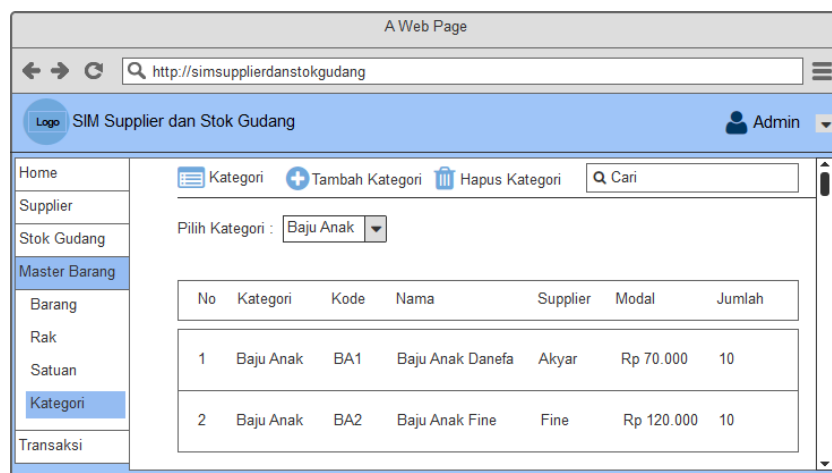 A Web Page
http://simsupplierdanstokgudang
Logo SIM Supplier dan Stok Gudang Admin
Home
Supplier
Stok Gudang
Master Barang
Barang
Rak
Satuan
Kategori
Transaksi
Kategori Tambah Kategori Hapus Kategori Cari
Pilih Kategori : Baju Anak
No Kategori Kode Nama Supplier Modal Jumlah
1 Baju Anak BA1 Baju Anak Danefa Akyar Rp 70.000 10
2 Baju Anak BA2 Baju Anak Fine Fine Rp 120.000 10